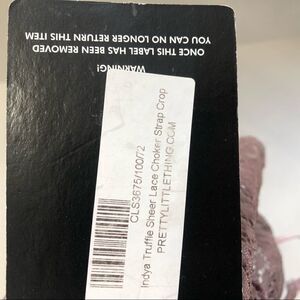 WARNING!
ONCE THIS LABEL HAS BEEN REMOVED
YOU CAN NO LONGER RETURN THIS ITEM
CLS3675/100/72
Indya Truffle Sheer Lace Choker Strap Crop
PRETTYLITTLETHING.COM